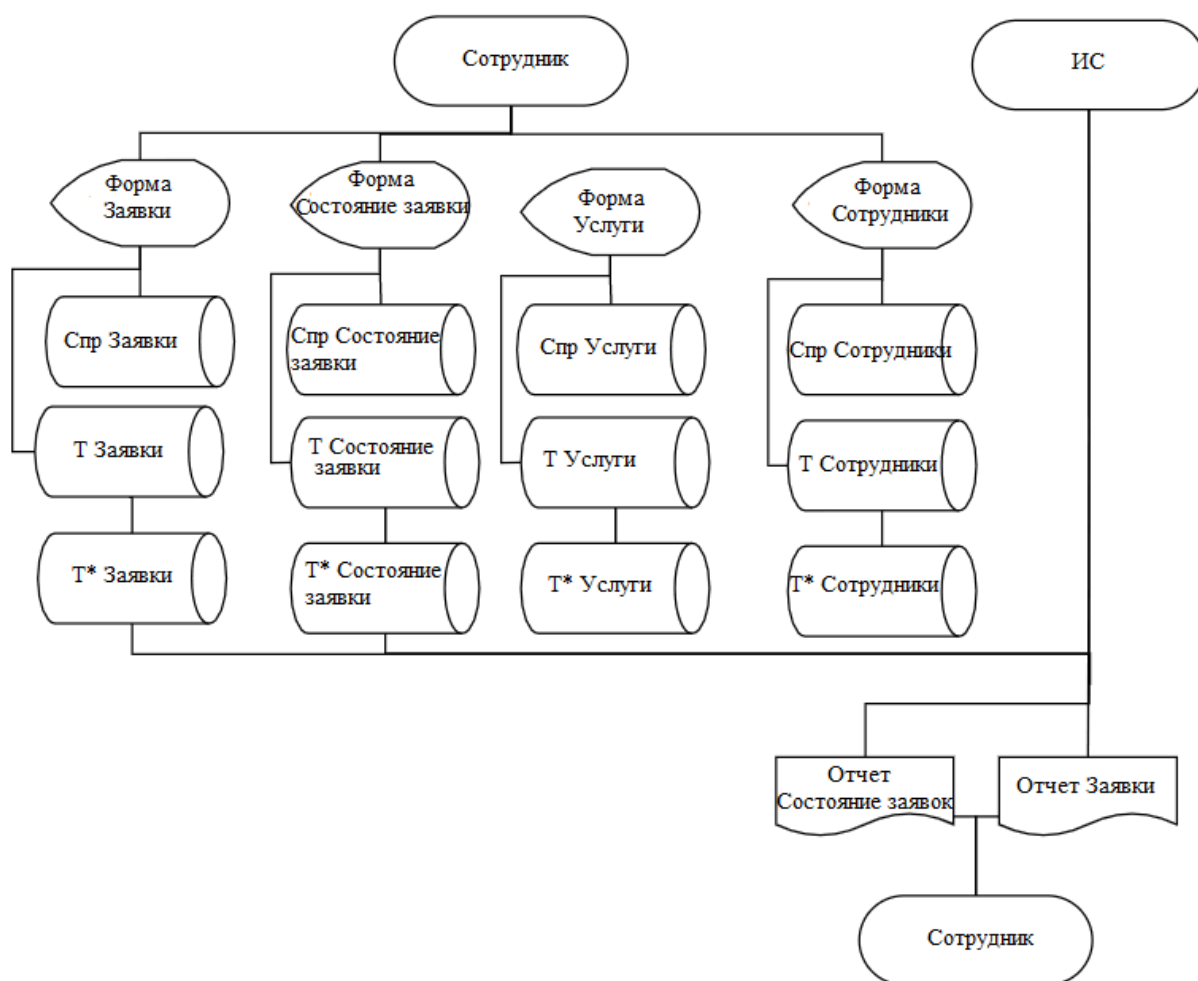 Сотрудник
ИС
Форма
Заявки
Форма
Состояние заявки
Форма
Услуги
Форма
Сотрудники
Спр Заявки
Спр Состояние
заявки
Спр Услуги
Спр Сотрудники
Т Заявки
Т Состояние
заявки
Т Услуги
Т Сотрудники
Т* Заявки
Т* Состояние
заявки
Т* Услуги
Т* Сотрудники
Отчет
Состояние заявок
Отчет Заявки
Сотрудник